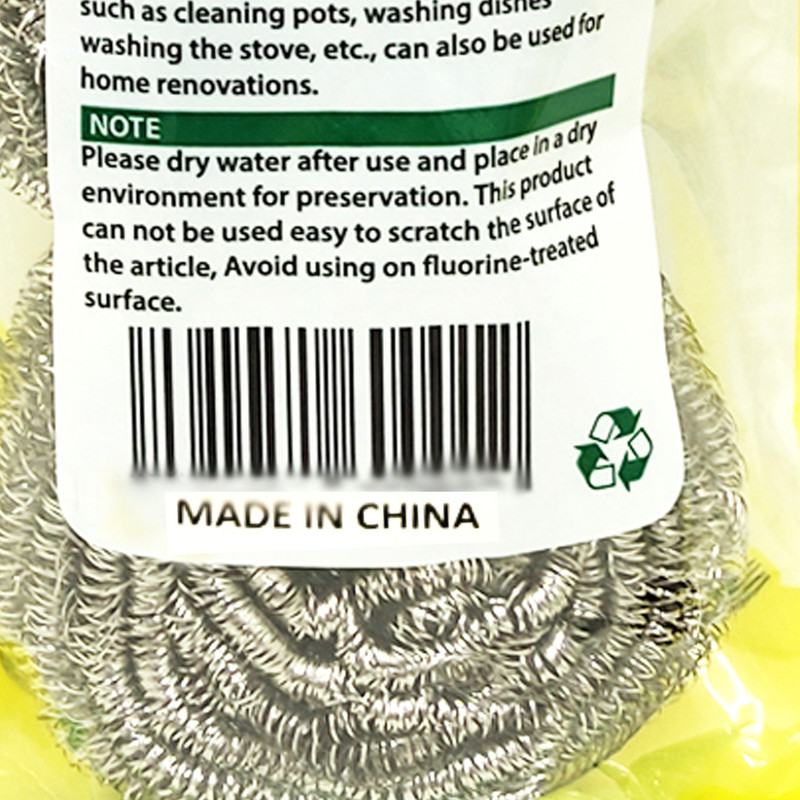 such as cleaning pots, washing dishes
washing the stove, etc., can also be used for
home renovations.
NOTE
Please dry water after use and place in a dry
environment for preservation. This product
can not be used easy to scratch the surface of
the article, Avoid using on fluorine-treated
surface.
MADE IN CHINA